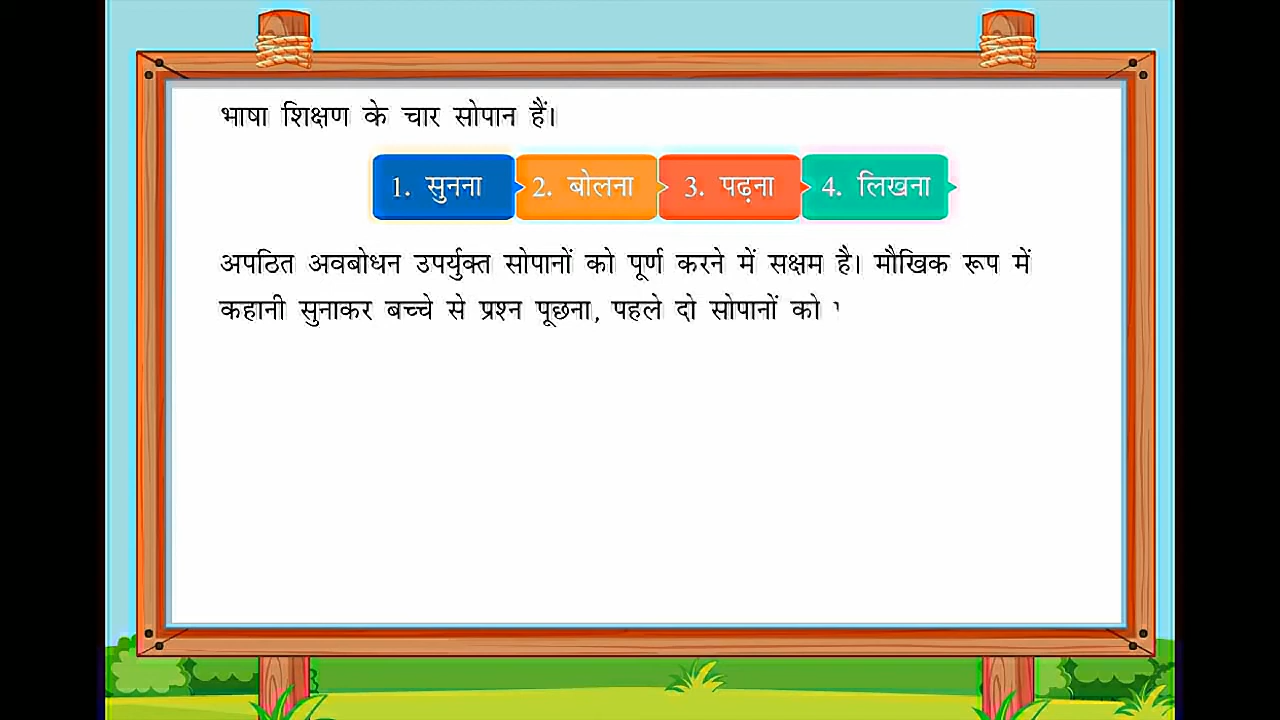 भाषा शिक्षण के चार सोपान हैं।
1. सुनना 2. बोलना 3. पढ़ना 4. लिखना
अपठित अवबोधन उपर्युक्त सोपानों को पूर्ण करने में सक्षम है। मौखिक रूप में
कहानी सुनाकर बच्चे से प्रश्न पूछना, पहले दो सोपानों को